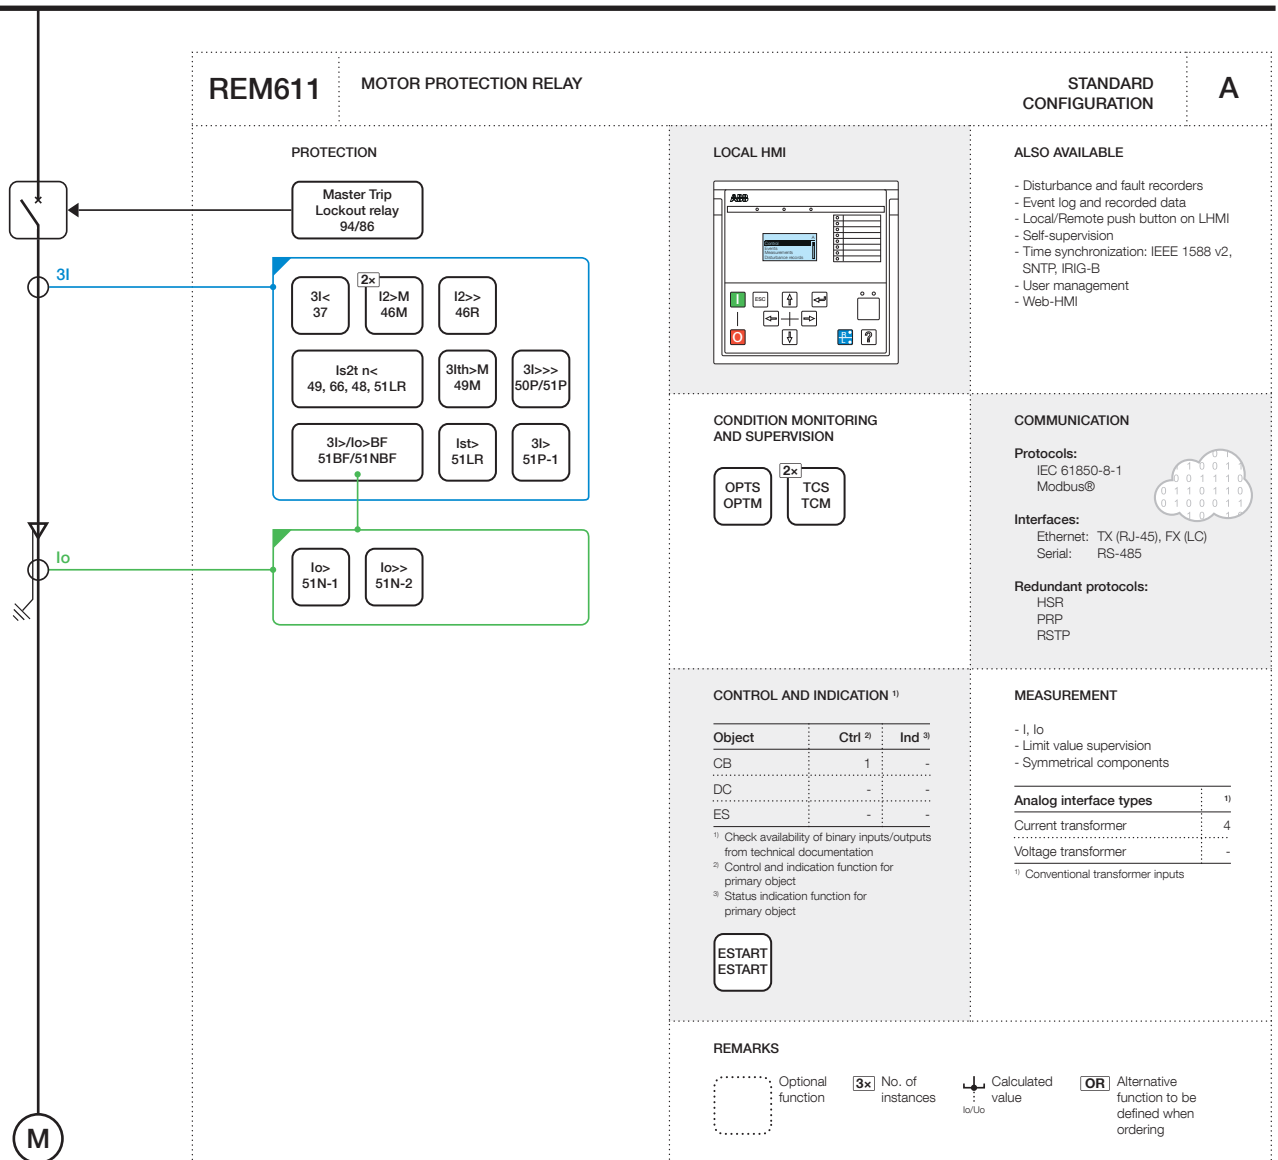 REM611
MOTOR PROTECTION RELAY
STANDARD
CONFIGURATION
A
PROTECTION
Master Trip
Lockout relay
94/86
3I
3I<
37
2×
I2>M
46M
I2>>
46R
Is2t n<
49, 66, 48, 51LR
3Ith>M
49M
3I>>>
50P/51P
3I>/Io>BF
51BF/51NBF
Ist>
51LR
3I>
51P-1
Io
Io>
51N-1
Io>>
51N-2
M
LOCAL HMI
ABB
A
Control
Events
Measurements
Disturbance records
I
ESC
O
R
L
?
ALSO AVAILABLE
- Disturbance and fault recorders
- Event log and recorded data
- Local/Remote push button on LHMI
- Self-supervision
- Time synchronization: IEEE 1588 v2,
SNTP, IRIG-B
- User management
- Web-HMI
CONDITION MONITORING
AND SUPERVISION
OPTS
OPTM
2×
TCS
TCM
COMMUNICATION
Protocols:
IEC 61850-8-1
Modbus®
Interfaces:
Ethernet: TX (RJ-45), FX (LC)
Serial: RS-485
Redundant protocols:
HSR
PRP
RSTP
CONTROL AND INDICATION 1)
Object Ctrl 2) Ind 3)
CB 1 -
DC - -
ES - -
1) Check availability of binary inputs/outputs
from technical documentation
2) Control and indication function for
primary object
3) Status indication function for
primary object
ESTART
ESTART
MEASUREMENT
- I, Io
- Limit value supervision
- Symmetrical components
Analog interface types 1)
Current transformer 4
Voltage transformer -
1) Conventional transformer inputs
REMARKS
Optional
function
3×
No. of
instances
Io/Uo
Calculated
value
OR
Alternative
function to be
defined when
ordering